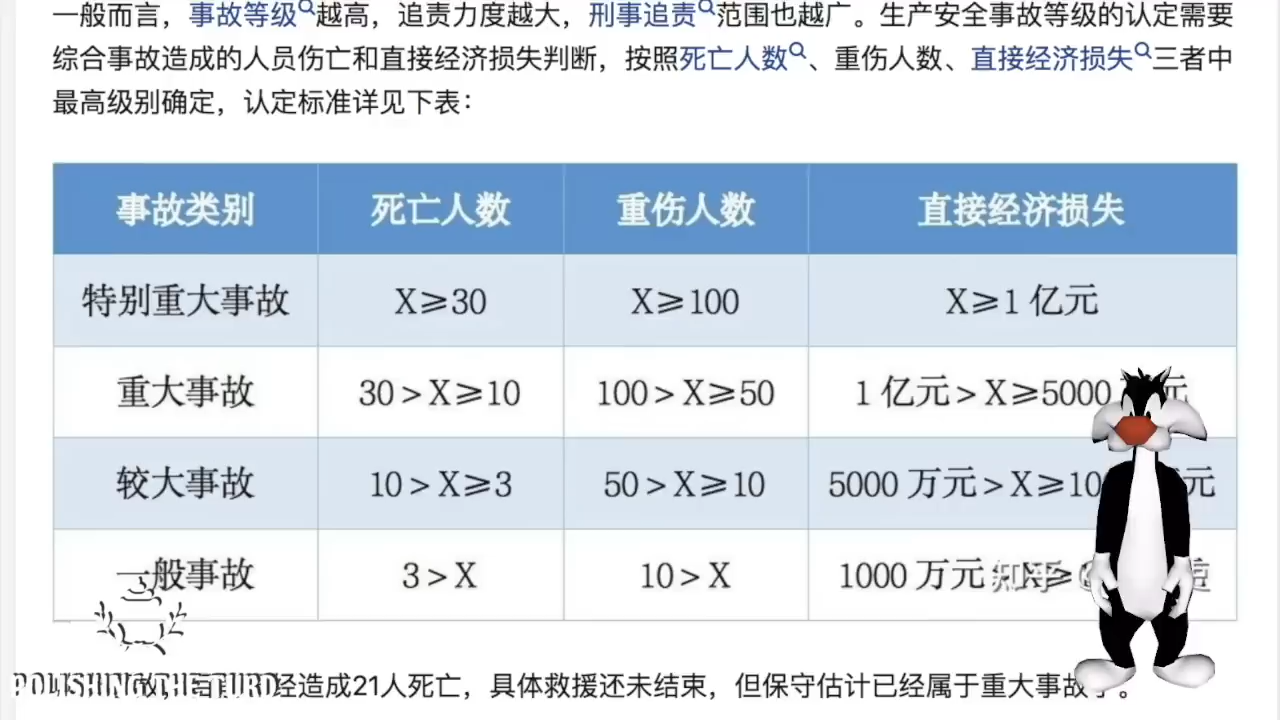 一般而言，事故等级越高，追责力度越大，刑事追责范围也越广。生产安全事故等级的认定需要
综合事故造成的人员伤亡和直接经济损失判断，按照死亡人数、重伤人数、直接经济损失三者中
最高级别确定，认定标准详见下表：
事故类别 死亡人数 重伤人数 直接经济损失
特别重大事故 X≥30 X≥100 X≥1 亿元
重大事故 30＞X≥10 100＞X≥50 1 亿元＞X≥5000 元
较大事故 10＞X≥3 50＞X≥10 5000 万元＞X≥10 元
一般事故 3＞X 10＞X 1000 万元 X≥
知乎 @
POLISHING THE TURD
经造成21人死亡，具体救援还未结束，但保守估计已经属于重大事故了。